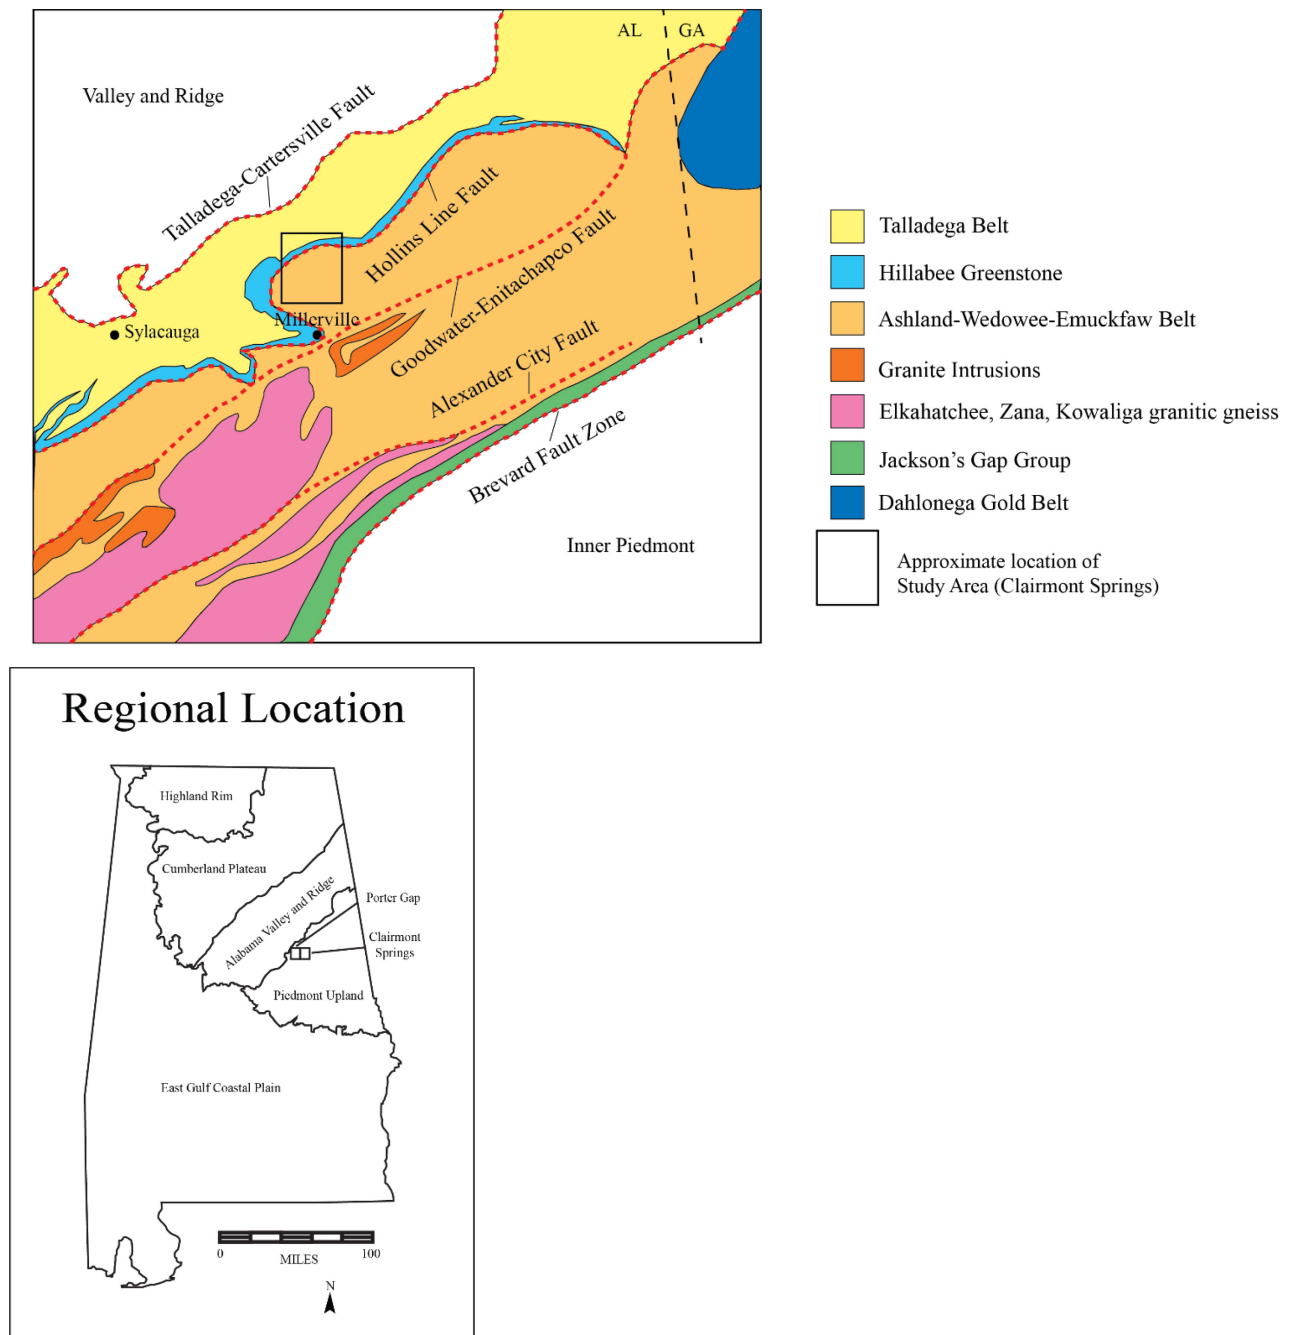 AL
GA
Valley and Ridge
Talladega-Cartersville Fault
Hollins Line Fault
Goodwater-Enitachapco Fault
Millerville
Sylacauga
Alexander City Fault
Brevard Fault Zone
Inner Piedmont
Talladega Belt
Hillabee Greenstone
Ashland-Wedowee-Emuckfaw Belt
Granite Intrusions
Elkahatchee, Zana, Kowaliga granitic gneiss
Jackson's Gap Group
Dahlonega Gold Belt
Approximate location of
Study Area (Clairmont Springs)
Regional Location
Highland Rim
Cumberland Plateau
Alabama Valley and Ridge
Porter Gap
Clairmont
Springs
Piedmont Upland
East Gulf Coastal Plain
0
100
MILES
N